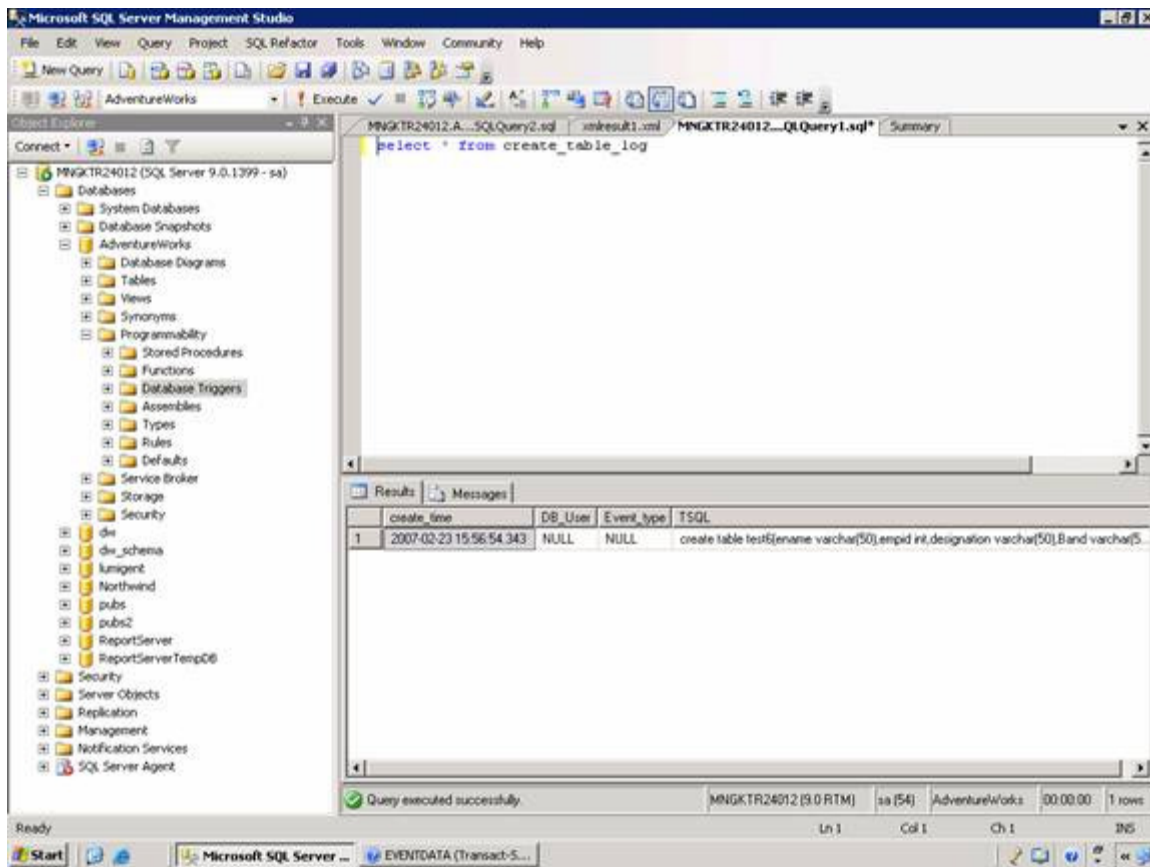 Microsoft SQL Server Management Studio
File Edit View Query Project SQL Refactor Tools Window Community Help
New Query
AdventureWorks Execute
Object Explorer
MNGKTR24012.A...SQLQuery2.sql xmlresult1.xml MNGKTR24012....QLQuery1.sql* Summary
Connect
select * from create_table_log
MNGKTR24012 (SQL Server 9.0.1399 - sa)
Databases
System Databases
Database Snapshots
AdventureWorks
Database Diagrams
Tables
Views
Synonyms
Programmability
Stored Procedures
Functions
Database Triggers
Assemblies
Types
Rules
Defaults
Service Broker
Storage
Security
dw
dw_schema
lumigent
Northwind
pubs
pubs2
ReportServer
ReportServerTempDB
Security
Server Objects
Replication
Management
Notification Services
SQL Server Agent
Results Messages
create_time DB_User Event_type TSQL
1 2007-02-23 15:56:54.343 NULL NULL create table test6(ename varchar(50),empid int,designation varchar(50),Band varchar(5...
Query executed successfully. MNGKTR24012 (9.0 RTM) sa (54) AdventureWorks 00:00:00 1 rows
Ready Ln 1 Col 1 Ch 1 INS
Start Microsoft SQL Server ... EVENTDATA (Transact-S...